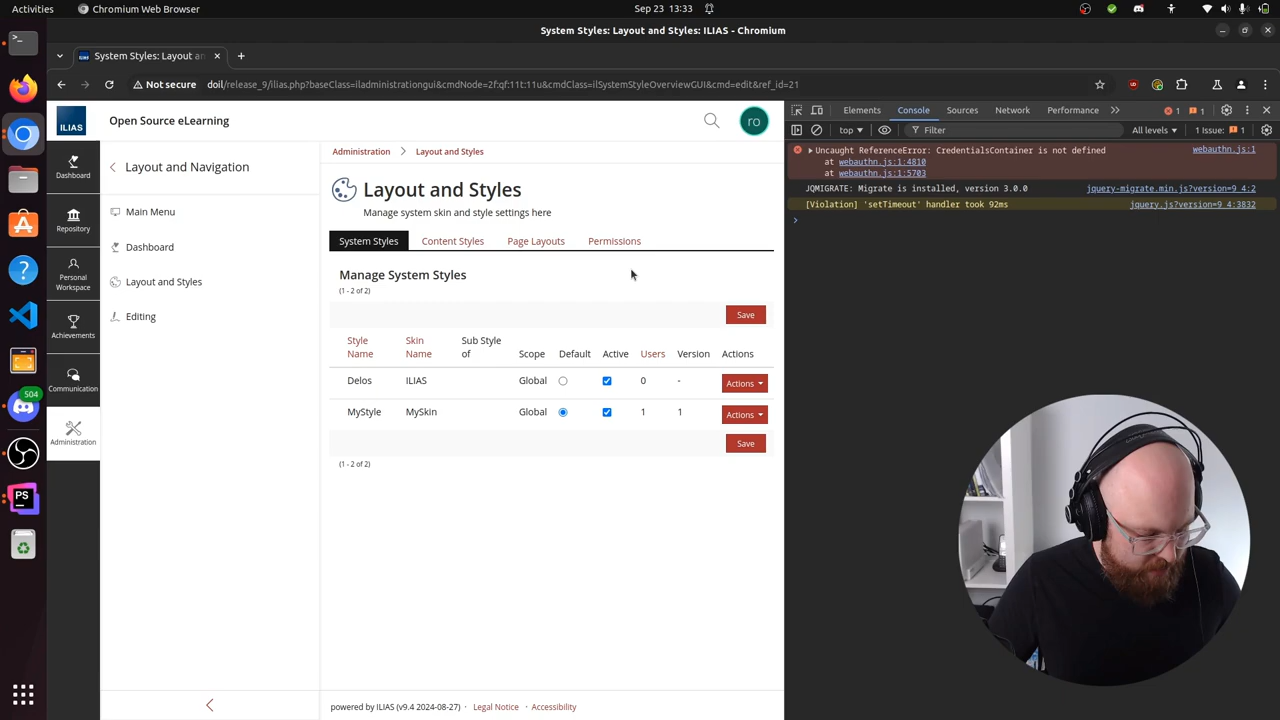 Activities
Chromium Web Browser
Sep 23 13:33
System Styles: Layout and Styles: ILIAS - Chromium
System Styles: Layout an
Not secure
doil/release_9/ilias.php?baseClass=iladministrationgui&cmdNode=2f:qf:11t:11u&cmdClass=ilSystemStyleOverviewGUI&cmd=edit&ref_id=21
ILIAS
Open Source eLearning
ro
Dashboard
Repository
Personal Workspace
Achievements
Communication
Administration
504
PS
Layout and Navigation
Main Menu
Dashboard
Layout and Styles
Editing
Administration
Layout and Styles
Layout and Styles
Manage system skin and style settings here
System Styles
Content Styles
Page Layouts
Permissions
Manage System Styles
(1 - 2 of 2)
Save
Style Name Skin Name Sub Style of Scope Default Active Users Version Actions
Delos ILIAS Global 0 - Actions
MyStyle MySkin Global 1 1 Actions
Save
(1 - 2 of 2)
powered by ILIAS (v9.4 2024-08-27) · Legal Notice · Accessibility
Elements Console Sources Network Performance 1 1
top Filter All levels 1 Issue: 1
Uncaught ReferenceError: CredentialsContainer is not defined webauthn.js:1
at webauthn.js:1:4810
at webauthn.js:1:5703
JQMIGRATE: Migrate is installed, version 3.0.0 jquery-migrate.min.js?version=9_4:2
[Violation] 'setTimeout' handler took 92ms jquery.js?version=9_4:3832